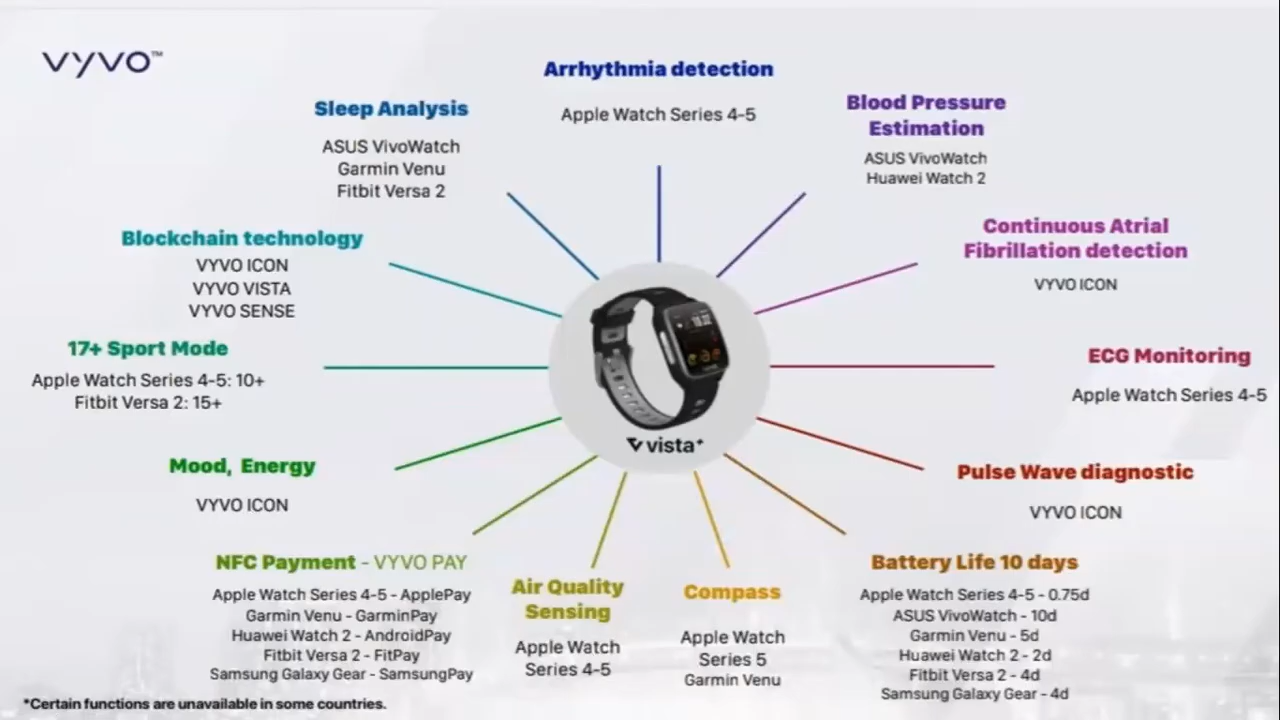 VYVO™
Arrhythmia detection
Apple Watch Series 4-5
Sleep Analysis
ASUS VivoWatch
Garmin Venu
Fitbit Versa 2
Blood Pressure
Estimation
ASUS VivoWatch
Huawei Watch 2
Blockchain technology
VYVO ICON
VYVO VISTA
VYVO SENSE
Continuous Atrial
Fibrillation detection
VYVO ICON
17+ Sport Mode
Apple Watch Series 4-5: 10+
Fitbit Versa 2: 15+
ECG Monitoring
Apple Watch Series 4-5
vista+
Mood, Energy
VYVO ICON
Pulse Wave diagnostic
VYVO ICON
NFC Payment - VYVO PAY
Apple Watch Series 4-5 - ApplePay
Garmin Venu - GarminPay
Huawei Watch 2 - AndroidPay
Fitbit Versa 2 - FitPay
Samsung Galaxy Gear - SamsungPay
Air Quality
Sensing
Apple Watch
Series 4-5
Compass
Apple Watch
Series 5
Garmin Venu
Battery Life 10 days
Apple Watch Series 4-5 - 0.75d
ASUS VivoWatch - 10d
Garmin Venu - 5d
Huawei Watch 2 - 2d
Fitbit Versa 2 - 4d
Samsung Galaxy Gear - 4d
*Certain functions are unavailable in some countries.